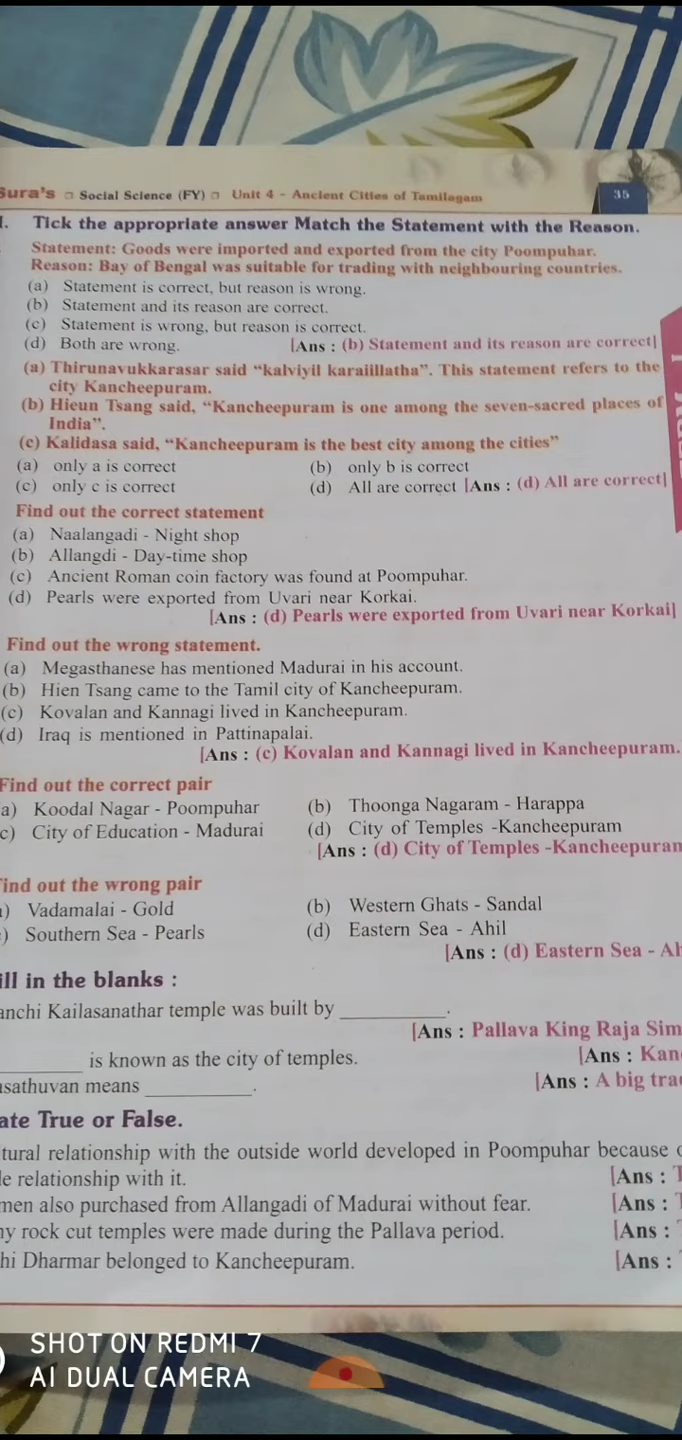 Sura's □ Social Science (FY) □ Unit 4 - Ancient Cities of Tamilagam 35
I. Tick the appropriate answer Match the Statement with the Reason.
Statement: Goods were imported and exported from the city Poompuhar.
Reason: Bay of Bengal was suitable for trading with neighbouring countries.
(a) Statement is correct, but reason is wrong.
(b) Statement and its reason are correct.
(c) Statement is wrong, but reason is correct.
(d) Both are wrong. [Ans : (b) Statement and its reason are correct]
(a) Thirunavukkarasar said “kalviyil karaiillatha”. This statement refers to the
city Kancheepuram.
(b) Hieun Tsang said, “Kancheepuram is one among the seven-sacred places of
India”.
(c) Kalidasa said, “Kancheepuram is the best city among the cities”
(a) only a is correct (b) only b is correct
(c) only c is correct (d) All are correct [Ans : (d) All are correct]
Find out the correct statement
(a) Naalangadi - Night shop
(b) Allangdi - Day-time shop
(c) Ancient Roman coin factory was found at Poompuhar.
(d) Pearls were exported from Uvari near Korkai.
[Ans : (d) Pearls were exported from Uvari near Korkai]
Find out the wrong statement.
(a) Megasthanese has mentioned Madurai in his account.
(b) Hien Tsang came to the Tamil city of Kancheepuram.
(c) Kovalan and Kannagi lived in Kancheepuram.
(d) Iraq is mentioned in Pattinapalai.
[Ans : (c) Kovalan and Kannagi lived in Kancheepuram.
Find out the correct pair
a) Koodal Nagar - Poompuhar (b) Thoonga Nagaram - Harappa
c) City of Education - Madurai (d) City of Temples -Kancheepuram
[Ans : (d) City of Temples -Kancheepuram
ind out the wrong pair
) Vadamalai - Gold (b) Western Ghats - Sandal
) Southern Sea - Pearls (d) Eastern Sea - Ahil
[Ans : (d) Eastern Sea - Ah
ill in the blanks :
anchi Kailasanathar temple was built by ___________.
[Ans : Pallava King Raja Sim
_________ is known as the city of temples. [Ans : Kan
asathuvan means ___________. [Ans : A big tra
ate True or False.
tural relationship with the outside world developed in Poompuhar because
e relationship with it. [Ans : T
men also purchased from Allangadi of Madurai without fear. [Ans :
ny rock cut temples were made during the Pallava period. [Ans :
hi Dharmar belonged to Kancheepuram. [Ans :
SHOT ON REDMI 7
AI DUAL CAMERA